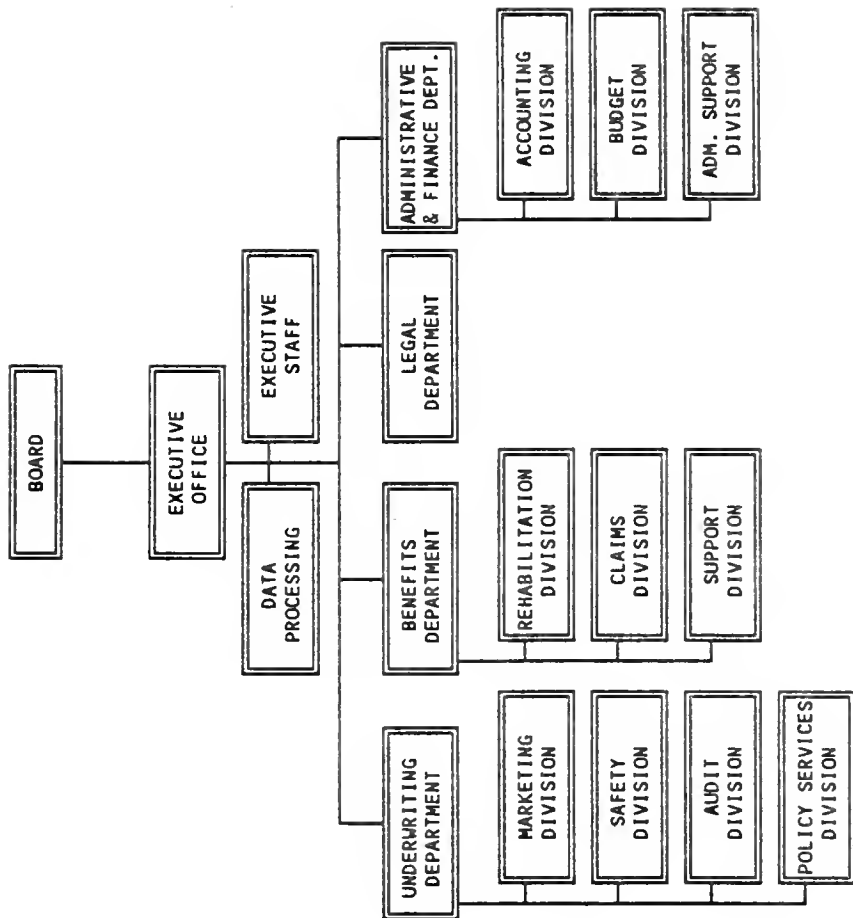 BOARD
EXECUTIVE
OFFICE
DATA
PROCESSING
EXECUTIVE
STAFF
UNDERWRITING
DEPARTMENT
BENEFITS
DEPARTMENT
LEGAL
DEPARTMENT
ADMINISTRATIVE
& FINANCE DEPT.
MARKETING
DIVISION
SAFETY
DIVISION
AUDIT
DIVISION
POLICY SERVICES
DIVISION
REHABILITATION
DIVISION
CLAIMS
DIVISION
SUPPORT
DIVISION
ACCOUNTING
DIVISION
BUDGET
DIVISION
ADM. SUPPORT
DIVISION